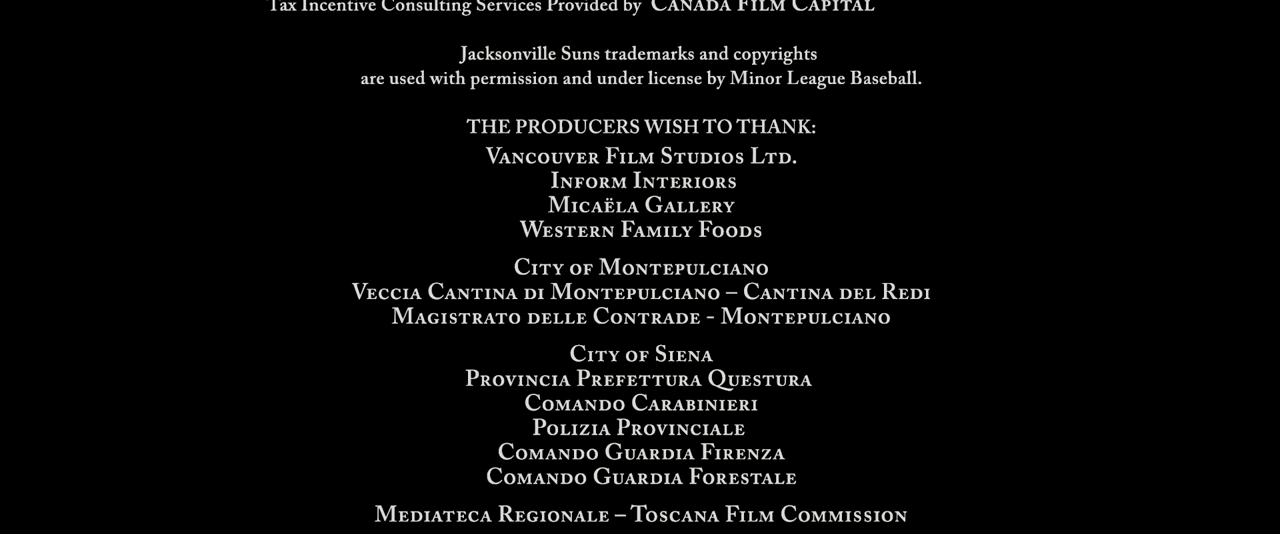 Tax Incentive Consulting Services Provided by CANADA FILM CAPITAL
Jacksonville Suns trademarks and copyrights
are used with permission and under license by Minor League Baseball.
THE PRODUCERS WISH TO THANK:
VANCOUVER FILM STUDIOS LTD.
INFORM INTERIORS
MICAËLA GALLERY
WESTERN FAMILY FOODS
CITY OF MONTEPULCIANO
VECCIA CANTINA DI MONTEPULCIANO – CANTINA DEL REDI
MAGISTRATO DELLE CONTRADE - MONTEPULCIANO
CITY OF SIENA
PROVINCIA PREFETTURA QUESTURA
COMANDO CARABINIERI
POLIZIA PROVINCIALE
COMANDO GUARDIA FIRENZA
COMANDO GUARDIA FORESTALE
MEDIATECA REGIONALE – TOSCANA FILM COMMISSION